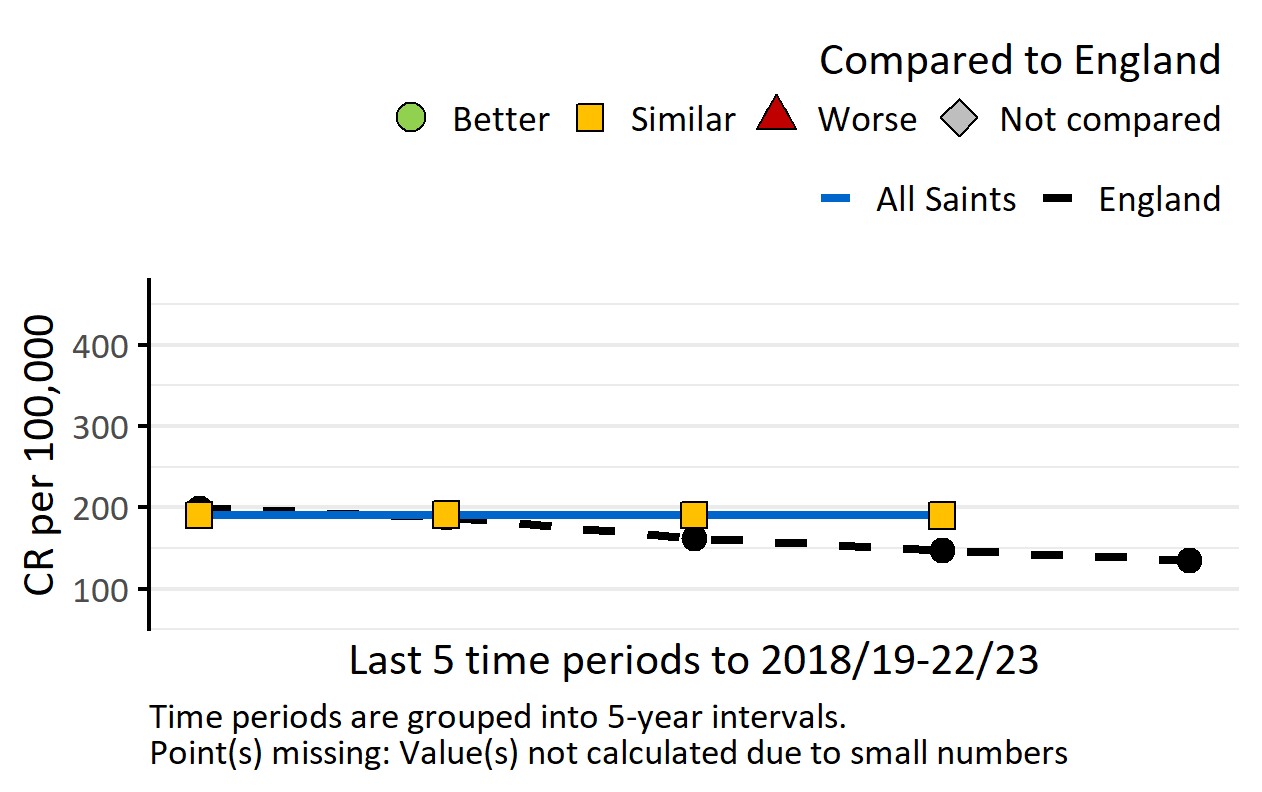 Compared to England
Better Similar Worse Not compared
All Saints England
CR per 100,000
400
300
200
100
Last 5 time periods to 2018/19-22/23
Time periods are grouped into 5-year intervals.
Point(s) missing: Value(s) not calculated due to small numbers